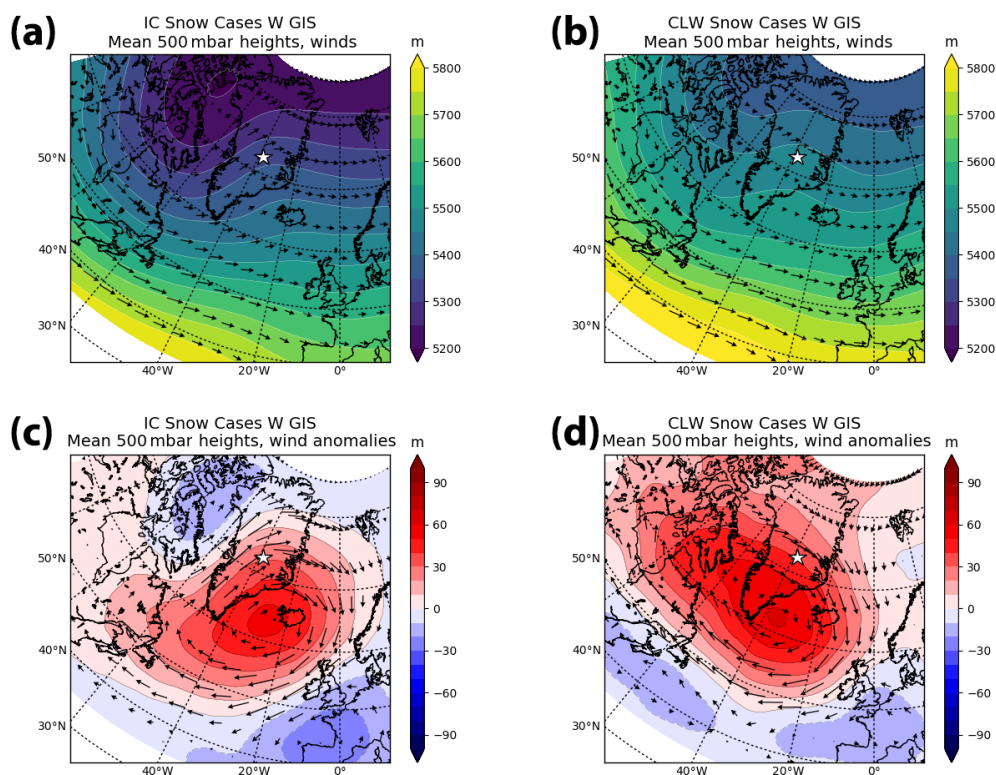 (a)
IC Snow Cases W GIS
Mean 500 mbar heights, winds
m
5800
5700
5600
5500
5400
5300
5200
50°N
40°N
30°N
40°W
20°W
0°
(b)
CLW Snow Cases W GIS
Mean 500 mbar heights, winds
m
5800
5700
5600
5500
5400
5300
5200
50°N
40°N
30°N
40°W
20°W
0°
(c)
IC Snow Cases W GIS
Mean 500 mbar heights, wind anomalies
m
90
60
30
0
−30
−60
−90
50°N
40°N
30°N
40°W
20°W
0°
(d)
CLW Snow Cases W GIS
Mean 500 mbar heights, wind anomalies
m
90
60
30
0
−30
−60
−90
50°N
40°N
30°N
40°W
20°W
0°